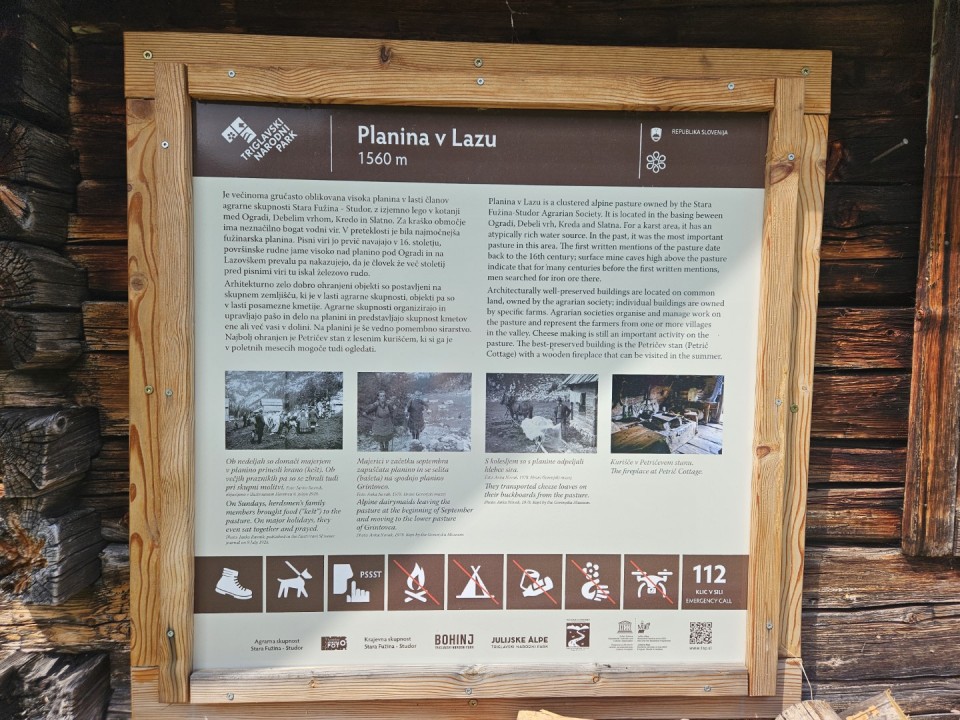 TRIGLAVSKI
NARODNI
PARK
Planina v Lazu
1560 m
REPUBLIKA SLOVENIJA
Je večinoma gručasto oblikovana visoka planina v lasti članov
agrarne skupnosti Stara Fužina - Studor, z izjemno lego v kotanji
med Ogradi, Debelim vrhom, Kredo in Slatno. Za kraško območje
ima neznačilno bogat vodni vir. V preteklosti je bila najmočnejša
fužinarska planina. Pisni viri jo prvič navajajo v 16. stoletju,
površinske rudne jame visoko nad planino pod Ogradi in na
Lazovškem prevalu pa nakazujejo, da je človek že več stoletij
pred pisnimi viri tu iskal železovo rudo.
Arhitekturno zelo dobro ohranjeni objekti so postavljeni na
skupnem zemljišču, ki je v lasti agrarne skupnosti, objekti pa so
v lasti posamezne kmetije. Agrarne skupnosti organizirajo in
upravljajo pašo in delo na planini in predstavljajo skupnost kmetov
ene ali več vasi v dolini. Na planini je še vedno pomembno sirarstvo.
Najbolj ohranjen je Petričev stan z lesenim kuriščem, ki si ga je
v poletnih mesecih mogoče tudi ogledati.
Planina v Lazu is a clustered alpine pasture owned by the Stara
Fužina-Studor Agrarian Society. It is located in the basing beween
Ogradi, Debeli vrh, Kreda and Slatna. For a karst area, it has an
atypically rich water source. In the past, it was the most important
pasture in this area. The first written mentions of the pasture date
back to the 16th century; surface mine caves high above the pasture
indicate that for many centuries before the first written mentions,
men searched for iron ore there.
Architecturally well-preserved buildings are located on common
land, owned by the agrarian society; individual buildings are owned
by specific farms. Agrarian societies organise and manage work on
the pasture and represent the farmers from one or more villages
in the valley. Cheese making is still an important activity on the
pasture. The best-preserved building is the Petričev stan (Petrič
Cottage) with a wooden fireplace that can be visited in the summer.
Ob nedeljah so domači majerjem
v planino prinesli hrano (kelt). Ob
večjih praznikih pa so se zbrali tudi
pri skupni molitvi.
On Sundays, herdsmen's family
members brought food ("kelt") to the
pasture. On major holidays, they
even sat together and prayed.
Majerici v začetku septembra
zapuščata planino in se selita
(bašeta) na spodnjo planino
Grintovco.
Alpine dairymaids leaving the
pasture at the beginning of September
and moving to the lower pasture
of Grintovca.
S košesljem so s planine odpeljali
hlebce sira.
They transported cheese loaves on
their buckboards from the pasture.
Kurišče v Petričevem stanu.
The fireplace at Petrič Cottage.
PSSST
112
KLIC V SILI
EMERGENCY CALL
Agrarna skupnost
Stara Fužina - Studor
Krajevna skupnost
Stara Fužina - Studor
BOHINJ
TRIGLAVSKI NARODNI PARK
JULIJSKE ALPE
TRIGLAVSKI NARODNI PARK
www.tnp.si